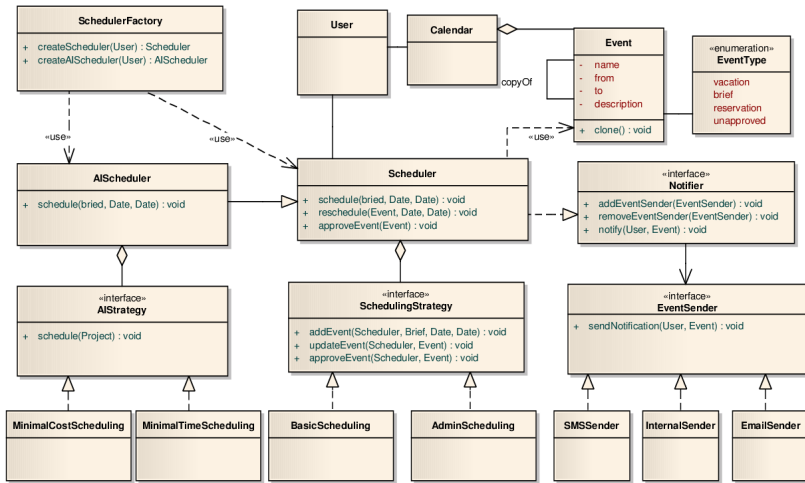 SchedulerFactory
+ createScheduler(User) : Scheduler
+ createAIScheduler(User) : AIScheduler
User
Calendar
Event
- name
- from
- to
- description
+ clone() : void
copyOf
«enumeration»
EventType
vacation
brief
reservation
unapproved
«use»
«use»
«use»
AIScheduler
+ schedule(bried, Date, Date) : void
Scheduler
+ schedule(bried, Date, Date) : void
+ reschedule(Event, Date, Date) : void
+ approveEvent(Event) : void
«interface»
Notifier
+ addEventSender(EventSender) : void
+ removeEventSender(EventSender) : void
+ notify(User, Event) : void
«interface»
AIStrategy
+ schedule(Project) : void
«interface»
SchedulingStrategy
+ addEvent(Scheduler, Brief, Date, Date) : void
+ updateEvent(Scheduler, Event) : void
+ approveEvent(Scheduler, Event) : void
«interface»
EventSender
+ sendNotification(User, Event) : void
MinimalCostScheduling
MinimalTimeScheduling
BasicScheduling
AdminScheduling
SMSSender
InternalSender
EmailSender